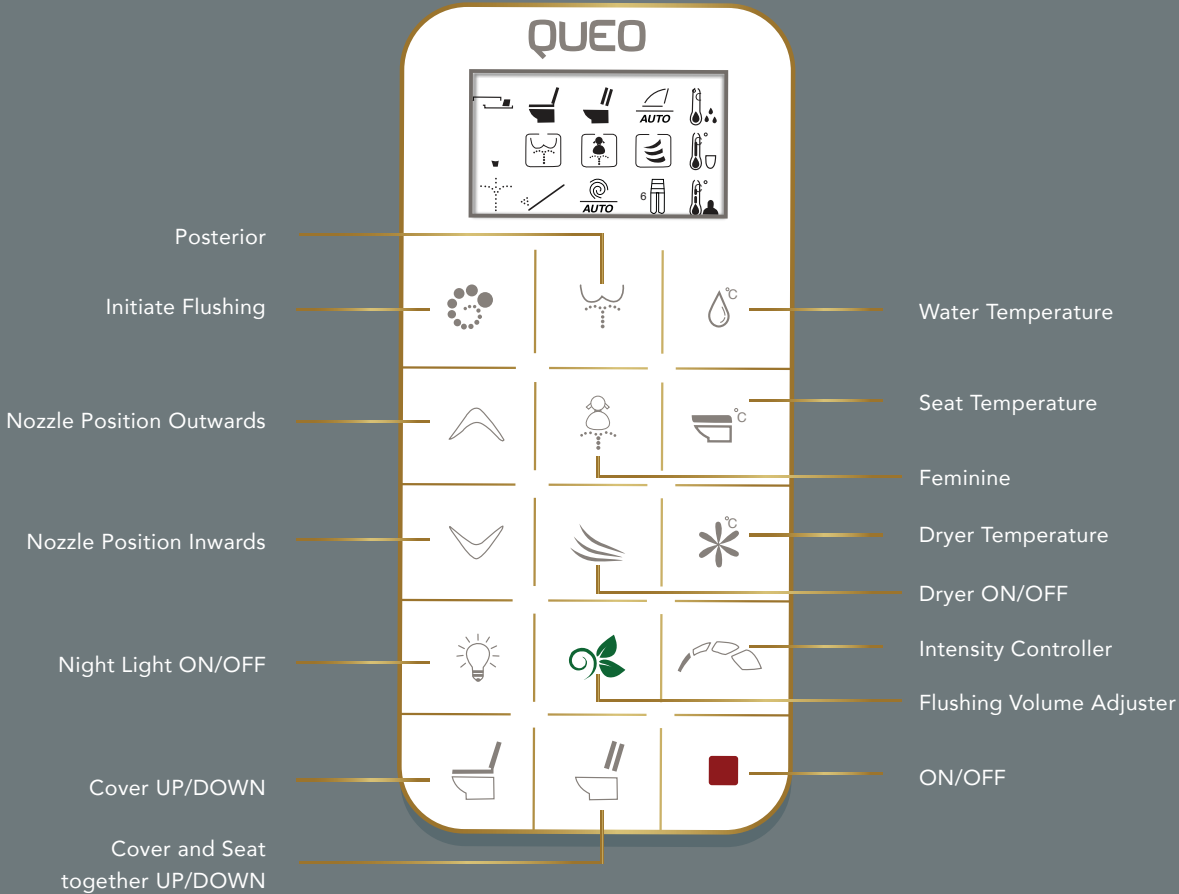 QUEO
AUTO
AUTO
6
Posterior
Initiate Flushing
°C
Water Temperature
Nozzle Position Outwards
°C
Seat Temperature
Feminine
Nozzle Position Inwards
°C
Dryer Temperature
Dryer ON/OFF
Night Light ON/OFF
Intensity Controller
Flushing Volume Adjuster
Cover UP/DOWN
ON/OFF
Cover and Seat
together UP/DOWN